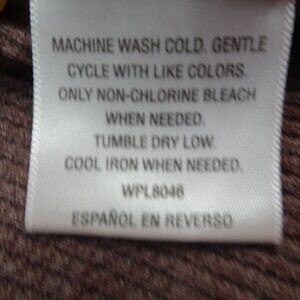 MACHINE WASH COLD. GENTLE
CYCLE WITH LIKE COLORS.
ONLY NON-CHLORINE BLEACH
WHEN NEEDED.
TUMBLE DRY LOW.
COOL IRON WHEN NEEDED.
WPL8046
ESPAÑOL EN REVERSO